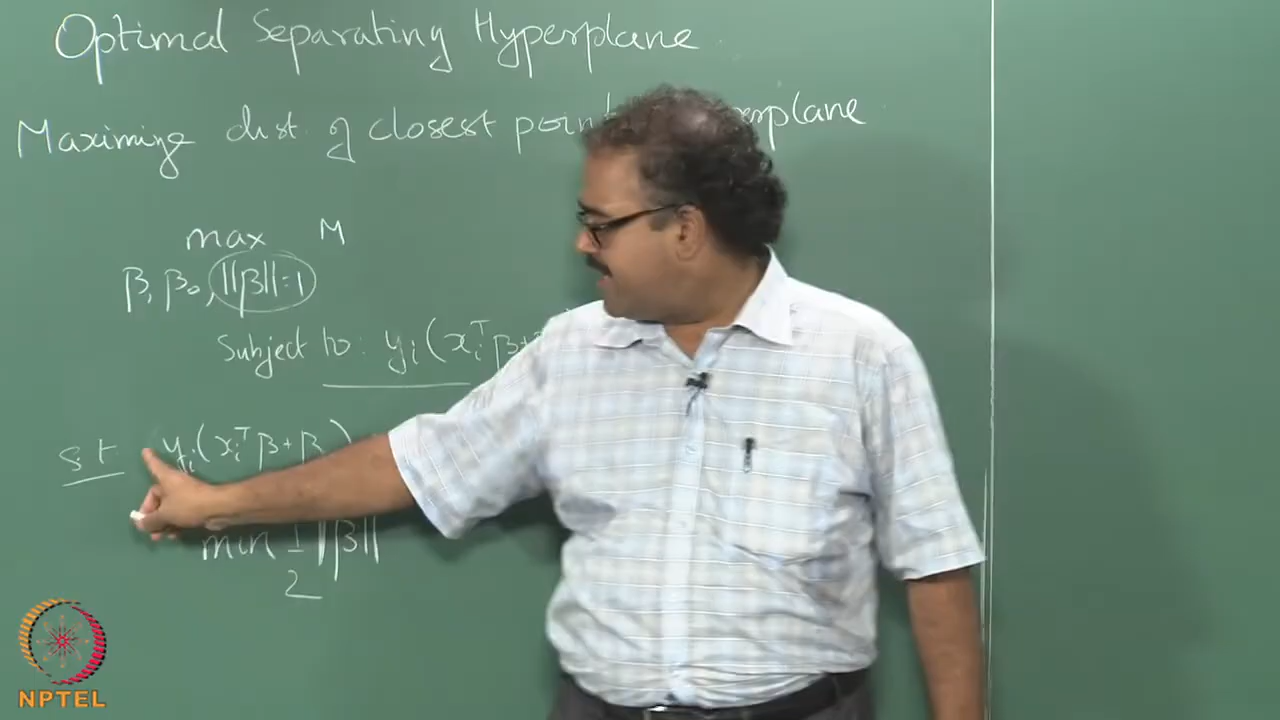 Optimal Separating Hyperplane
Maximize dist. of closest plane
max M
β, β₀, ||β||=1
Subject to: yᵢ(xᵢᵀβ+
s.t yᵢ(xᵢᵀβ+β )
min 1/2 ||β||
NPTEL